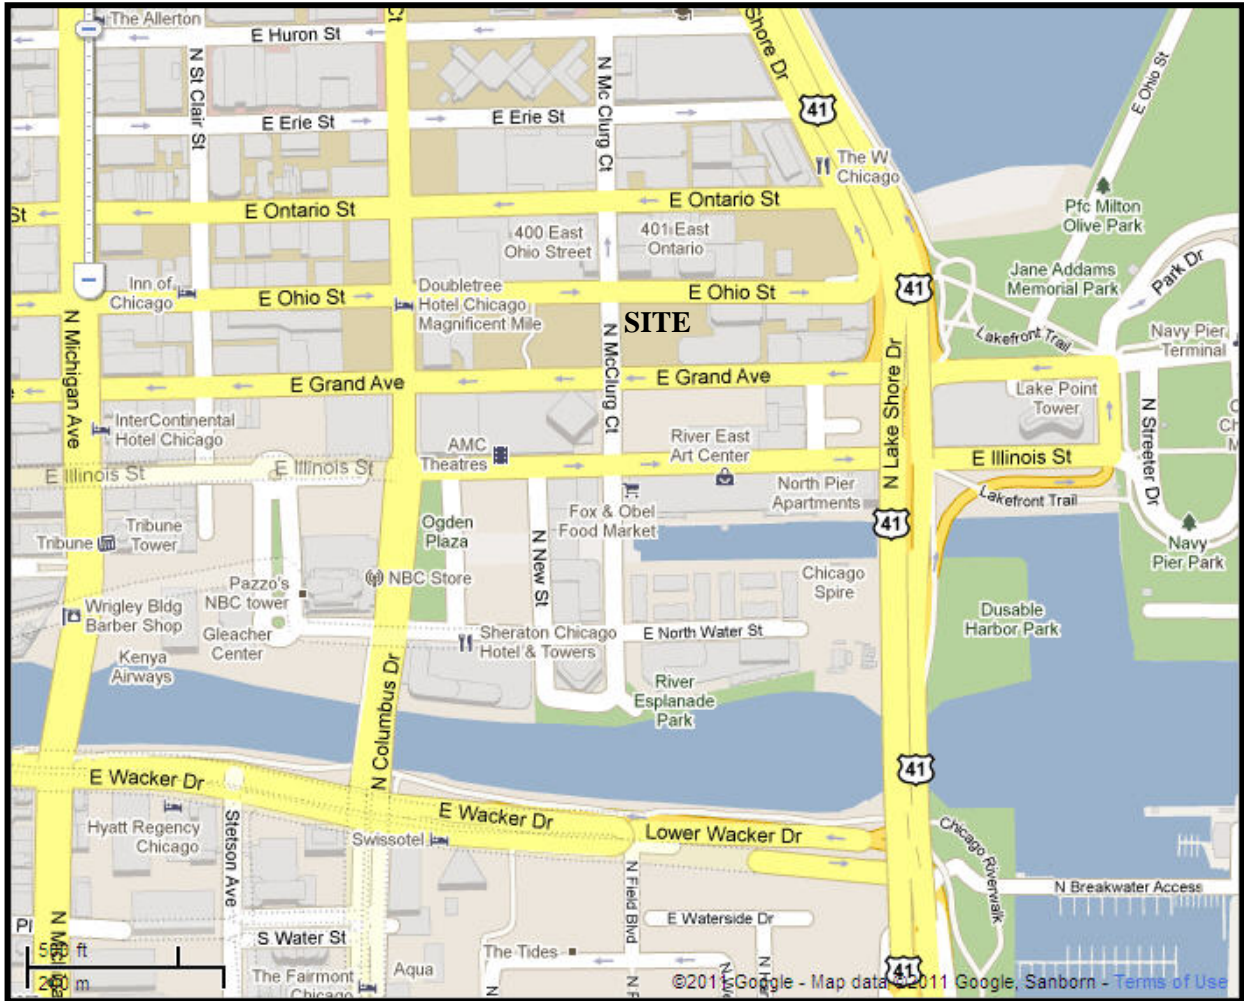 The Allerton
E Huron St
Ct
Shore Dr
N St Clair St
N Mc Clurg Ct
E Ohio St
41
E Erie St
E Erie St
The W
Chicago
St
E Ontario St
E Ontario St
Pfc Milton
Olive Park
400 East
Ohio Street
401 East
Ontario
Jane Addams
Memorial Park
Park Dr
Inn of
Chicago
E Ohio St
Doubletree
Hotel Chicago
Magnificent Mile
E Ohio St
41
SITE
N Michigan Ave
N McClurg Ct
Lakefront Trail
Navy Pier
Terminal
N Lake Shore Dr
E Grand Ave
E Grand Ave
Lake Point
Tower
N Streeter Dr
InterContinental
Hotel Chicago
AMC
Theatres
River East
Art Center
E Illinois St
E Illinois St
E Illinois St
North Pier
Apartments
Lakefront Trail
Fox & Obel
Food Market
41
Tribune
Tower
Tribune
Ogden
Plaza
N New St
Navy
Pier Park
Pazzo's
NBC tower
NBC Store
Chicago
Spire
Wrigley Bldg
Barber Shop
Gleacher
Center
Sheraton Chicago
Hotel & Towers
E North Water St
Dusable
Harbor Park
Kenya
Airways
N Columbus Dr
River
Esplanade
Park
E Wacker Dr
41
E Wacker Dr
Lower Wacker Dr
Hyatt Regency
Chicago
Stetson Ave
Swissotel
Chicago Riverwalk
N Field Blvd
N Breakwater Access
Pl
E Waterside Dr
S Water St
500 ft
200 m
The Fairmont
Chicago
Aqua
The Tides
41
©2011 Google - Map data ©2011 Google, Sanborn - Terms of Use